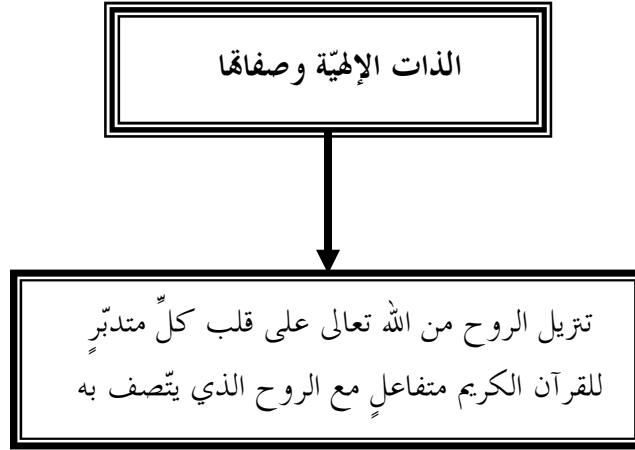 الذات الإلهيّة وصفاتها
تنزيل الروح من الله تعالى على قلب كلِّ متدبّرٍ
للقرآن الكريم متفاعلٍ مع الروح الذي يتّصف به